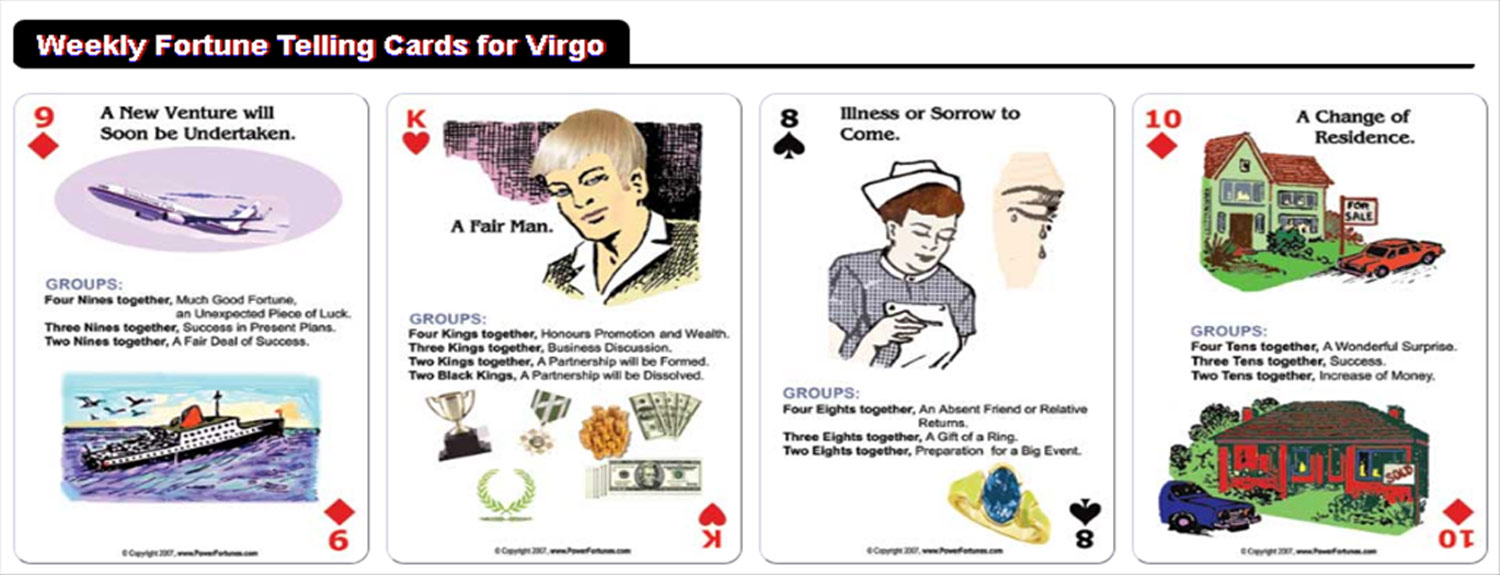 Weekly Fortune Telling Cards for Virgo
9
A New Venture will
Soon be Undertaken.
GROUPS:
Four Nines together, Much Good Fortune,
an Unexpected Piece of Luck.
Three Nines together, Success in Present Plans.
Two Nines together, A Fair Deal of Success.
9
© Copyright 2007, www.PowerFortunes.com
K
A Fair Man.
GROUPS:
Four Kings together, Honours Promotion and Wealth.
Three Kings together, Business Discussion.
Two Kings together, A Partnership will be Formed.
Two Black Kings, A Partnership will be Dissolved.
K
© Copyright 2007, www.PowerFortunes.com
8
Illness or Sorrow to
Come.
GROUPS:
Four Eights together, An Absent Friend or Relative
Returns.
Three Eights together, A Gift of a Ring.
Two Eights together, Preparation for a Big Event.
8
© Copyright 2007, www.PowerFortunes.com
10
A Change of
Residence.
FOR
SALE
GROUPS:
Four Tens together, A Wonderful Surprise.
Three Tens together, Success.
Two Tens together, Increase of Money.
SOLD
10
© Copyright 2007, www.PowerFortunes.com